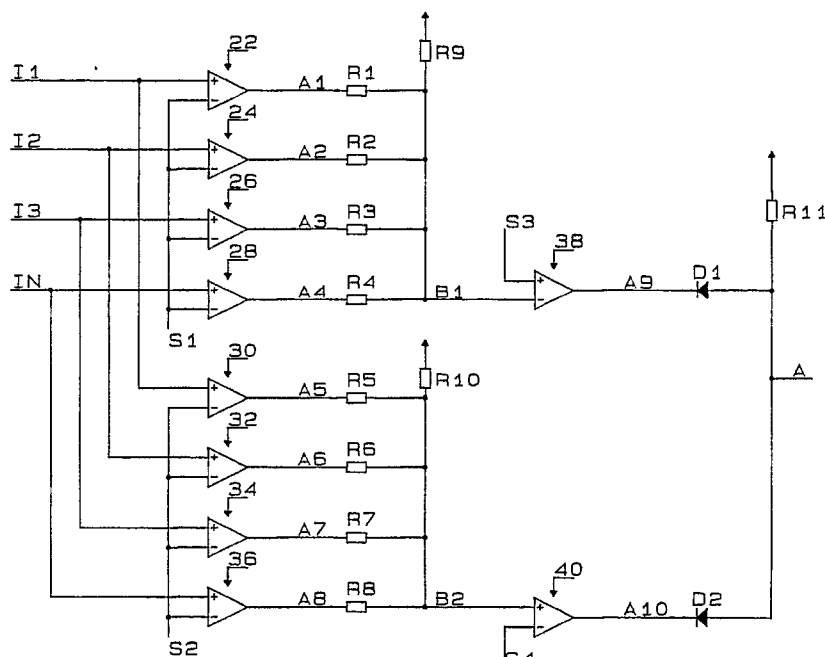 22
R9
I1
A1
R1
24
I2
A2
R2
26
I3
A3
R3
S3
R11
28
38
IN
A4
R4
B1
A9
D1
S1
30
R10
A
A5
R5
32
A6
R6
34
A7
R7
36
40
A8
R8
B2
A10
D2
S2